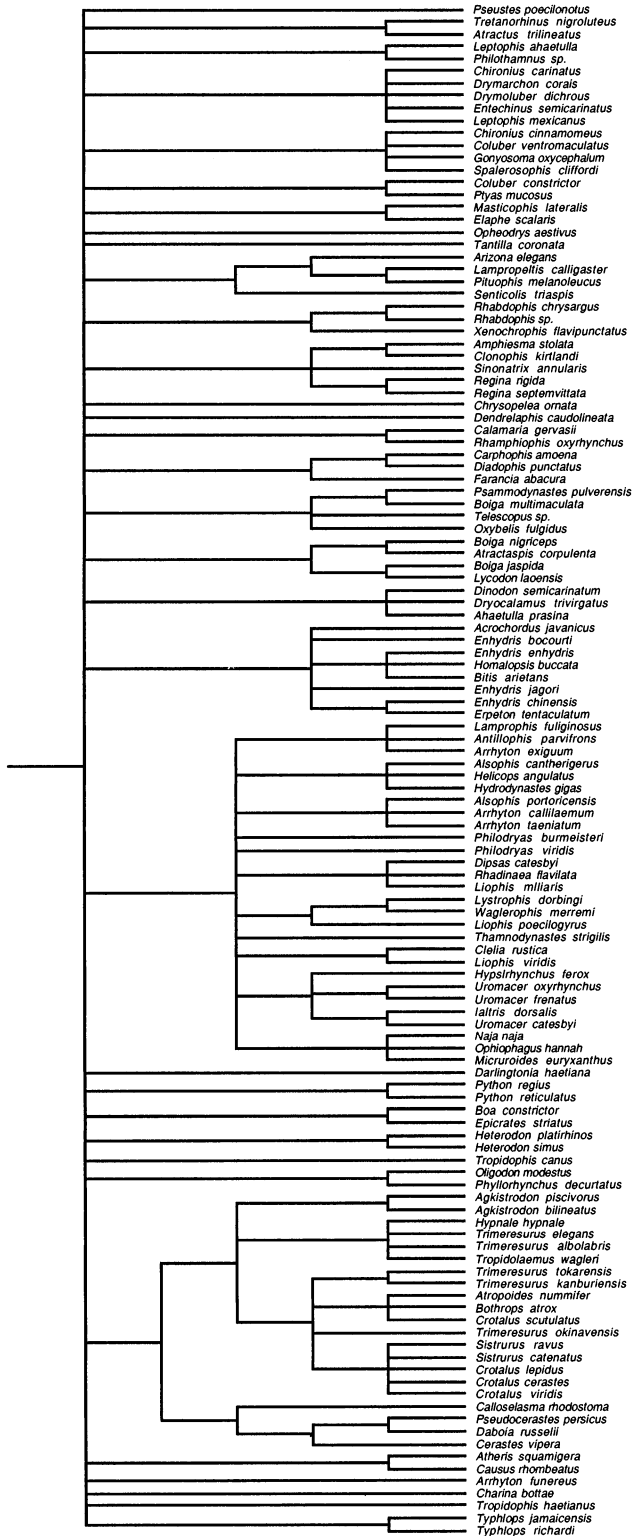 Pseustes poecilonotus
Tretanorhinus nigroluteus
Atractus trilineatus
Leptophis ahaetulla
Philothamnus sp.
Chironius carinatus
Drymarchon corais
Drymoluber dichrous
Entechinus semicarinatus
Leptophis mexicanus
Chironius cinnamomeus
Coluber ventromaculatus
Gonyosoma oxycephalum
Spalerosophis cliffordi
Coluber constrictor
Ptyas mucosus
Masticophis lateralis
Elaphe scalaris
Opheodrys aestivus
Tantilla coronata
Arizona elegans
Lampropeltis calligaster
Pituophis melanoleucus
Senticolis triaspis
Rhabdophis chrysargus
Rhabdophis sp.
Xenochrophis flavipunctatus
Amphiesma stolata
Clonophis kirtlandi
Sinonatrix annularis
Regina rigida
Regina septemvittata
Chrysopelea ornata
Dendrelaphis caudolineata
Calamaria gervasii
Rhamphiophis oxyrhynchus
Carphophis amoena
Diadophis punctatus
Farancia abacura
Psammodynastes pulverensis
Boiga multimaculata
Telescopus sp.
Oxybelis fulgidus
Boiga nigriceps
Atractaspis corpulenta
Boiga jaspida
Lycodon laoensis
Dinodon semicarinatum
Dryocalamus trivirgatus
Ahaetulla prasina
Acrochordus javanicus
Enhydris bocourti
Enhydris enhydris
Homalopsis buccata
Bitis arietans
Enhydris jagori
Enhydris chinensis
Erpeton tentaculatum
Lamprophis fuliginosus
Antillophis parvifrons
Arrhyton exiguum
Alsophis cantherigerus
Helicops angulatus
Hydrodynastes gigas
Alsophis portoricensis
Arrhyton callilaemum
Arrhyton taeniatum
Philodryas burmeisteri
Philodryas viridis
Dipsas catesbyi
Rhadinaea flavilata
Liophis mlliaris
Lystrophis dorbingi
Waglerophis merremi
Liophis poecilogyrus
Thamnodynastes strigilis
Clelia rustica
Liophis viridis
Hypslrhynchus ferox
Uromacer oxyrhynchus
Uromacer frenatus
Ialtris dorsalis
Uromacer catesbyi
Naja naja
Ophiophagus hannah
Micruroides euryxanthus
Darlingtonia haetiana
Python regius
Python reticulatus
Boa constrictor
Epicrates striatus
Heterodon platirhinos
Heterodon simus
Tropidophis canus
Oligodon modestus
Phyllorhynchus decurtatus
Agkistrodon piscivorus
Agkistrodon bilineatus
Hypnale hypnale
Trimeresurus elegans
Trimeresurus albolabris
Tropidolaemus wagleri
Trimeresurus tokarensis
Trimeresurus kanburiensis
Atropoides nummifer
Bothrops atrox
Crotalus scutulatus
Trimeresurus okinavensis
Sistrurus ravus
Sistrurus catenatus
Crotalus lepidus
Crotalus cerastes
Crotalus viridis
Calloselasma rhodostoma
Pseudocerastes persicus
Daboia russelii
Cerastes vipera
Atheris squamigera
Causus rhombeatus
Arrhyton funereus
Charina bottae
Tropidophis haetianus
Typhlops jamaicensis
Typhlops richardi